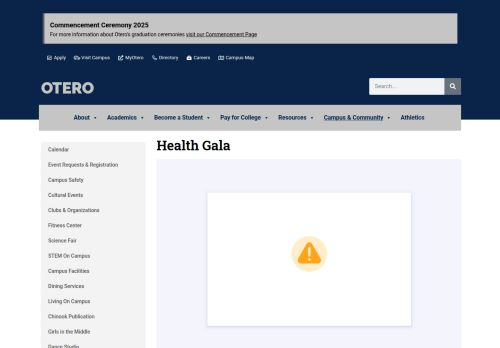 Commencement Ceremony 2025
For more information about Otero's graduation ceremonies visit our Commencement Page
Apply Visit Campus MyOtero Directory Careers Campus Map
OTERO
Search...
About Academics Become a Student Pay for College Resources Campus & Community Athletics
Calendar
Event Requests & Registration
Campus Safety
Cultural Events
Clubs & Organizations
Fitness Center
Science Fair
STEM On Campus
Campus Facilities
Dining Services
Living On Campus
Chinook Publication
Girls in the Middle
Dance Studio
Health Gala